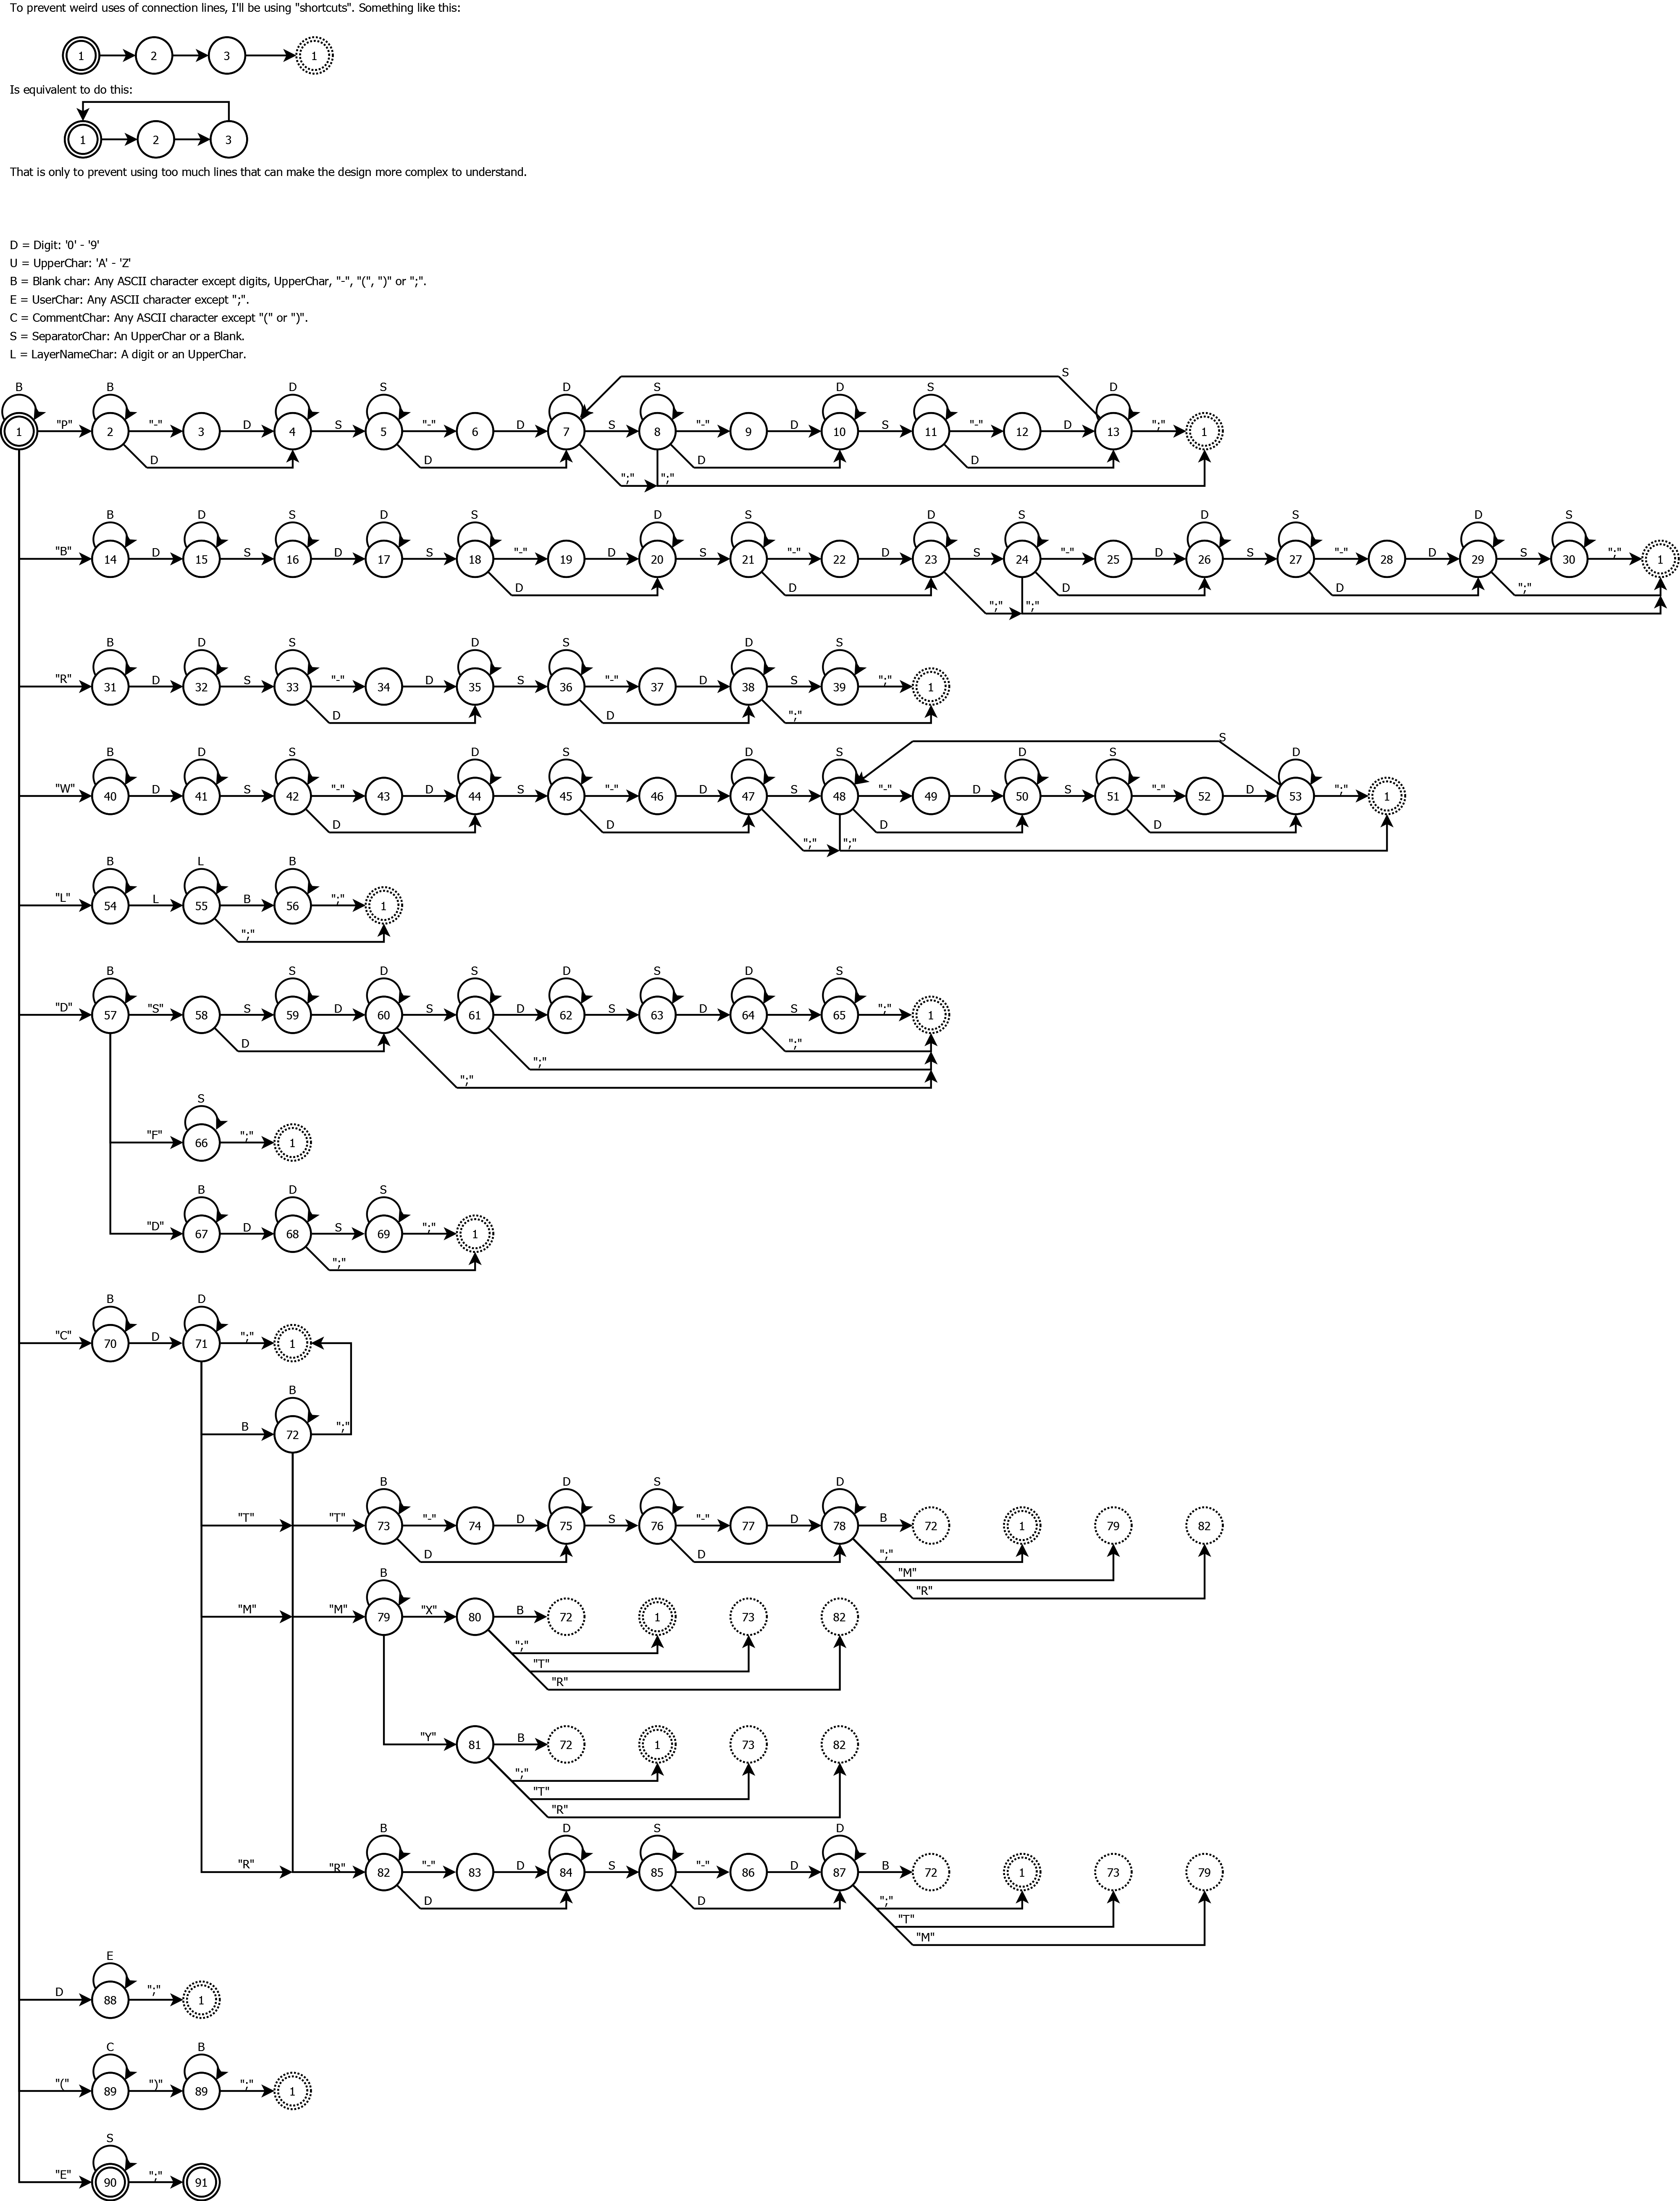 To prevent weird uses of connection lines, I'll be using "shortcuts". Something like this:
1 2 3 1
Is equivalent to do this:
1 2 3
That is only to prevent using too much lines that can make the design more complex to understand.
D = Digit: '0' - '9'
U = UpperChar: 'A' - 'Z'
B = Blank char: Any ASCII character except digits, UpperChar, "-", "(", ")" or ";".
E = UserChar: Any ASCII character except ";".
C = CommentChar: Any ASCII character except "(" or ")".
S = SeparatorChar: An UpperChar or a Blank.
L = LayerNameChar: A digit or an UpperChar.
S
B B D S D S D S D
1 "P" 2 "-" 3 D 4 S 5 "-" 6 D 7 S 8 "-" 9 D 10 S 11 "-" 12 D 13 ";" 1
D D D D
";" ";"
B D S D S D S D S D S D S
"B" 14 D 15 S 16 D 17 S 18 "-" 19 D 20 S 21 "-" 22 D 23 S 24 "-" 25 D 26 S 27 "-" 28 D 29 S 30 ";" 1
D D D D ";"
";" ";"
B D S D S D S
"R" 31 D 32 S 33 "-" 34 D 35 S 36 "-" 37 D 38 S 39 ";" 1
D D ";"
S
B D S D S D S D S D
"W" 40 D 41 S 42 "-" 43 D 44 S 45 "-" 46 D 47 S 48 "-" 49 D 50 S 51 "-" 52 D 53 ";" 1
D D D D
";" ";"
B L B
"L" 54 L 55 B 56 ";" 1
";"
B S D S D S D S
"D" 57 "S" 58 S 59 D 60 S 61 D 62 S 63 D 64 S 65 ";" 1
D ";"
";"
";"
S
"F" 66 ";" 1
B D S
"D" 67 D 68 S 69 ";" 1
";"
B D
"C" 70 D 71 ";" 1
B
B 72 ";"
B D S D
"T" "T" 73 "-" 74 D 75 S 76 "-" 77 D 78 B 72 1 79 82
D D ";"
"M"
"R"
B
"M" "M" 79 "X" 80 B 72 1 73 82
";"
"T"
"R"
"Y" 81 B 72 1 73 82
";"
"T"
"R"
B D S D
"R" "R" 82 "-" 83 D 84 S 85 "-" 86 D 87 B 72 1 73 79
D D ";"
"T"
"M"
E
D 88 ";" 1
C B
"(" 89 ")" 89 ";" 1
S
"E" 90 ";" 91